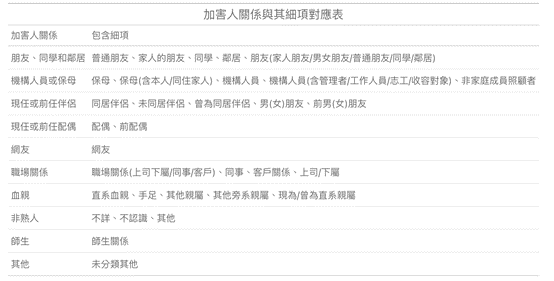 加害人關係與其細項對應表
加害人關係 包含細項
朋友、同學和鄰居 普通朋友、家人的朋友、同學、鄰居、朋友(家人朋友/男女朋友/普通朋友/同學/鄰居)
機構人員或保母 保母、保母(含本人/同住家人)、機構人員、機構人員(含管理者/工作人員/志工/收容對象)、非家庭成員照顧者
現任或前任伴侶 同居伴侶、未同居伴侶、曾為同居伴侶、男(女)朋友、前男(女)朋友
現任或前任配偶 配偶、前配偶
網友 網友
職場關係 職場關係(上司下屬/同事/客戶)、同事、客戶關係、上司/下屬
血親 直系血親、手足、其他親屬、其他旁系親屬、現為/曾為直系親屬
非熟人 不詳、不認識、其他
師生 師生關係
其他 未分類其他